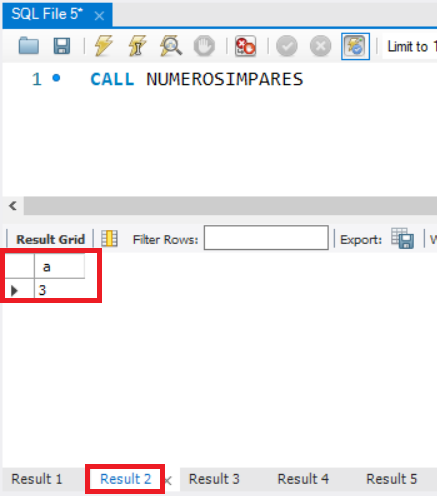 SQL File 5*
Limit to 1
1 CALL NUMEROSIMPARES
Result Grid Filter Rows: Export: W
a
3
Result 1 Result 2 Result 3 Result 4 Result 5